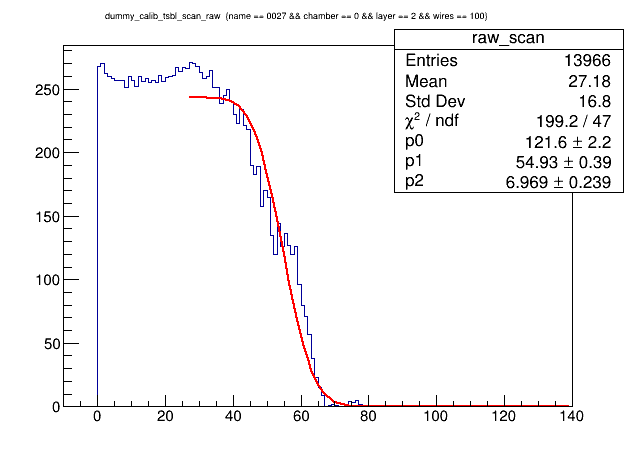 dummy_calib_tsbl_scan_raw (name == 0027 && chamber == 0 && layer == 2 && wires == 100)
raw_scan
Entries 13966
Mean 27.18
Std Dev 16.8
χ² / ndf 199.2 / 47
p0 121.6 ± 2.2
p1 54.93 ± 0.39
p2 6.969 ± 0.239
250
200
150
100
50
0
0 20 40 60 80 100 120 140